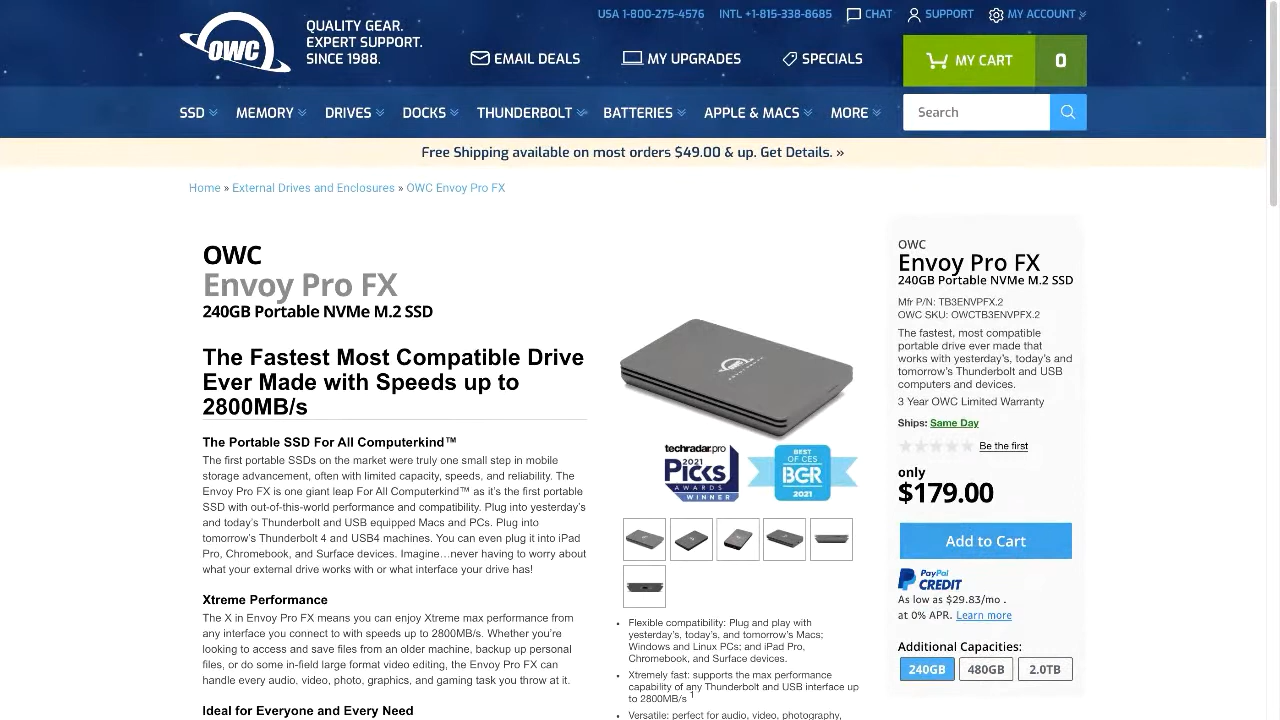 OWC
QUALITY GEAR.
EXPERT SUPPORT.
SINCE 1988.
USA 1-800-275-4576 INTL +1-815-338-8685 CHAT SUPPORT MY ACCOUNT
EMAIL DEALS MY UPGRADES SPECIALS
MY CART 0
SSD MEMORY DRIVES DOCKS THUNDERBOLT BATTERIES APPLE & MACS MORE
Search
Free Shipping available on most orders $49.00 & up. Get Details. »
Home » External Drives and Enclosures » OWC Envoy Pro FX
OWC
Envoy Pro FX
240GB Portable NVMe M.2 SSD
The Fastest Most Compatible Drive
Ever Made with Speeds up to
2800MB/s
The Portable SSD For All Computerkind™
The first portable SSDs on the market were truly one small step in mobile
storage advancement, often with limited capacity, speeds, and reliability. The
Envoy Pro FX is one giant leap For All Computerkind™ as it's the first portable
SSD with out-of-this-world performance and compatibility. Plug into yesterday's
and today's Thunderbolt and USB equipped Macs and PCs. Plug into
tomorrow's Thunderbolt 4 and USB4 machines. You can even plug it into iPad
Pro, Chromebook, and Surface devices. Imagine…never having to worry about
what your external drive works with or what interface your drive has!
Xtreme Performance
The X in Envoy Pro FX means you can enjoy Xtreme max performance from
any interface you connect to with speeds up to 2800MB/s. Whether you're
looking to access and save files from an older machine, backup up personal
files, or do some in-field large format video editing, the Envoy Pro FX can
handle every audio, video, photo, graphics, and gaming task you throw at it.
Ideal for Everyone and Every Need
OWC
techradar.pro
2021
Picks
AWARDS
WINNER
BEST
OF CES
BGR
2021
• Flexible compatibility: Plug and play with
yesterday's, today's, and tomorrow's Macs;
Windows and Linux PCs; and iPad Pro,
Chromebook, and Surface devices.
• Xtremely fast: supports the max performance
capability of any Thunderbolt and USB interface up
to 2800MB/s 1
• Versatile: perfect for audio, video, photography,
OWC
Envoy Pro FX
240GB Portable NVMe M.2 SSD
Mfr P/N: TB3ENVPFX.2
OWC SKU: OWCTB3ENVPFX.2
The fastest, most compatible
portable drive ever made that
works with yesterday's, today's and
tomorrow's Thunderbolt and USB
computers and devices.
3 Year OWC Limited Warranty
Ships: Same Day
Be the first
only
$179.00
Add to Cart
PayPal
CREDIT
As low as $29.83/mo .
at 0% APR. Learn more
Additional Capacities:
240GB 480GB 2.0TB